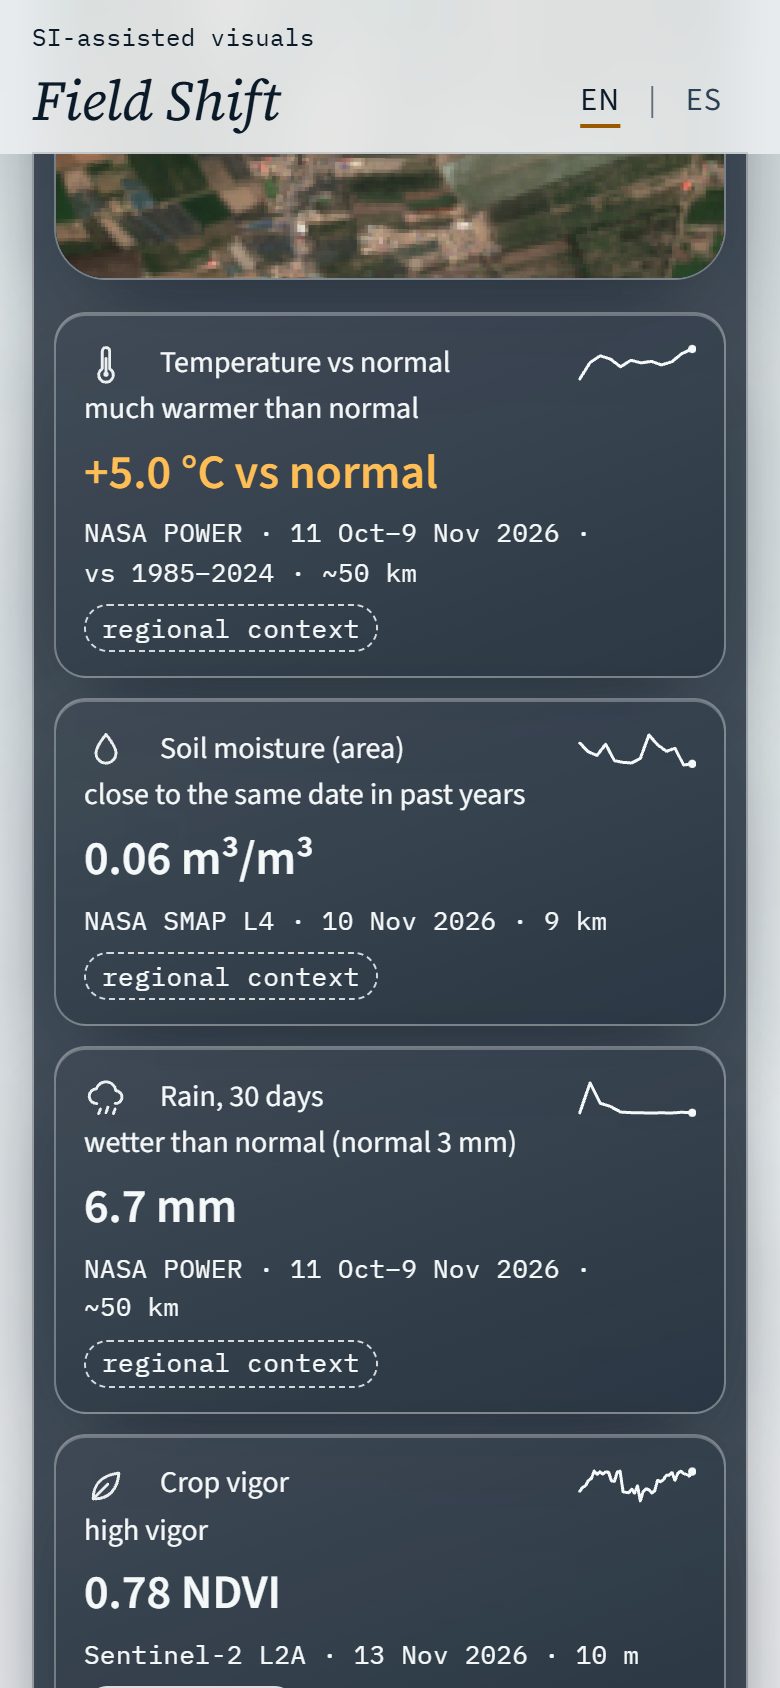 SI-assisted visuals
Field Shift
EN | ES
Temperature vs normal
much warmer than normal
+5.0 °C vs normal
NASA POWER · 11 Oct–9 Nov 2026 ·
vs 1985–2024 · ~50 km
regional context
Soil moisture (area)
close to the same date in past years
0.06 m³/m³
NASA SMAP L4 · 10 Nov 2026 · 9 km
regional context
Rain, 30 days
wetter than normal (normal 3 mm)
6.7 mm
NASA POWER · 11 Oct–9 Nov 2026 ·
~50 km
regional context
Crop vigor
high vigor
0.78 NDVI
Sentinel-2 L2A · 13 Nov 2026 · 10 m